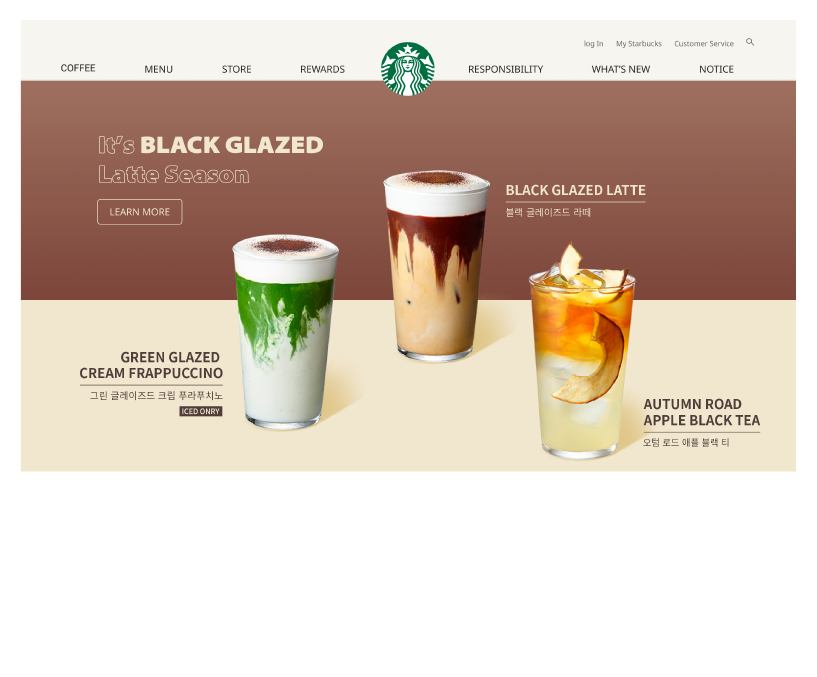 log In My Starbucks Customer Service
COFFEE MENU STORE REWARDS RESPONSIBILITY WHAT'S NEW NOTICE
It's BLACK GLAZED
Latte Season
LEARN MORE
BLACK GLAZED LATTE
블랙 글레이즈드 라떼
GREEN GLAZED
CREAM FRAPPUCCINO
그린 글레이즈드 크림 푸라푸치노
ICED ONRY
AUTUMN ROAD
APPLE BLACK TEA
오텀 로드 애플 블랙 티